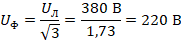 U_Ф = U_Л / √3 = 380 В / 1,73 = 220 В